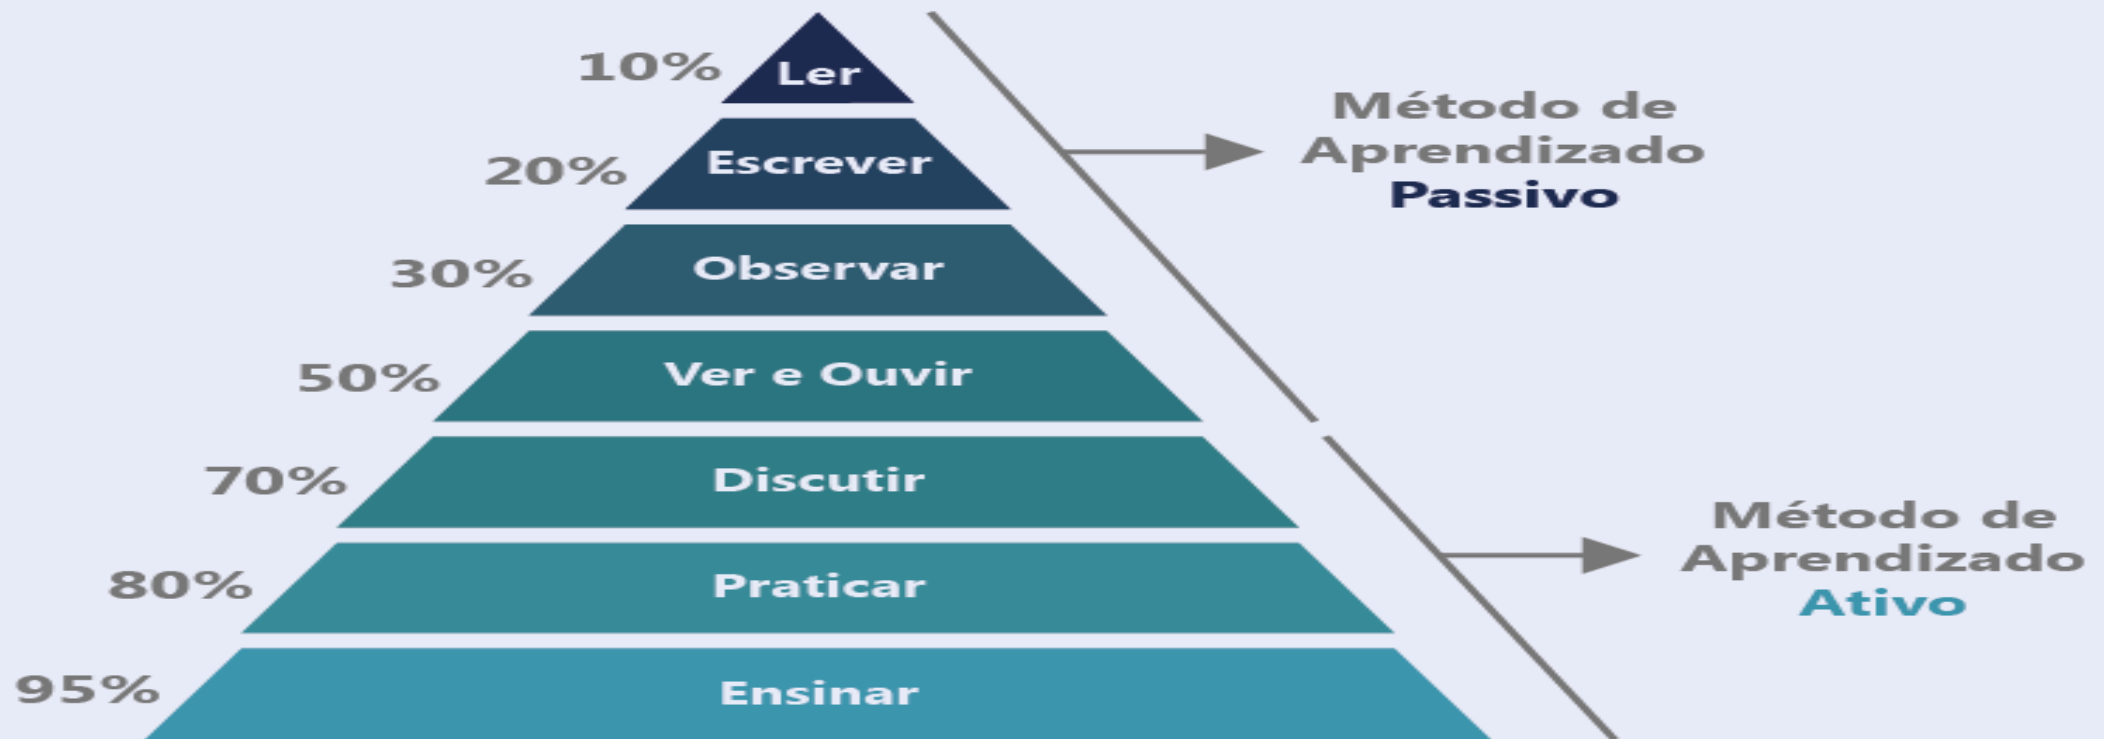 10%
Ler
20%
Escrever
30%
Observar
50%
Ver e Ouvir
70%
Discutir
80%
Praticar
95%
Ensinar
Método de
Aprendizado
Passivo
Método de
Aprendizado
Ativo